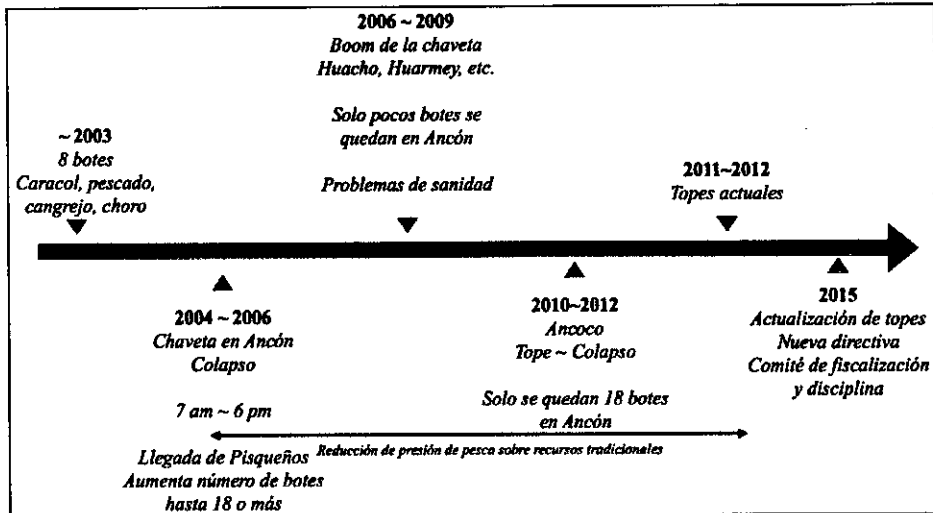 ~ 2003
8 botes
Caracol, pescado,
cangrejo, choro
2004 ~ 2006
Chaveta en Ancón
Colapso
7 am ~ 6 pm
Llegada de Pisqueños
Aumenta número de botes
hasta 18 o más
2006 ~ 2009
Boom de la chaveta
Huacho, Huarmey, etc.
Solo pocos botes se
quedan en Ancón
Problemas de sanidad
2010~2012
Ancoco
Tope ~ Colapso
Solo se quedan 18 botes
en Ancón
Reducción de presión de pesca sobre recursos tradicionales
2011~2012
Topes actuales
2015
Actualización de topes
Nueva directiva
Comité de fiscalización
y disciplina